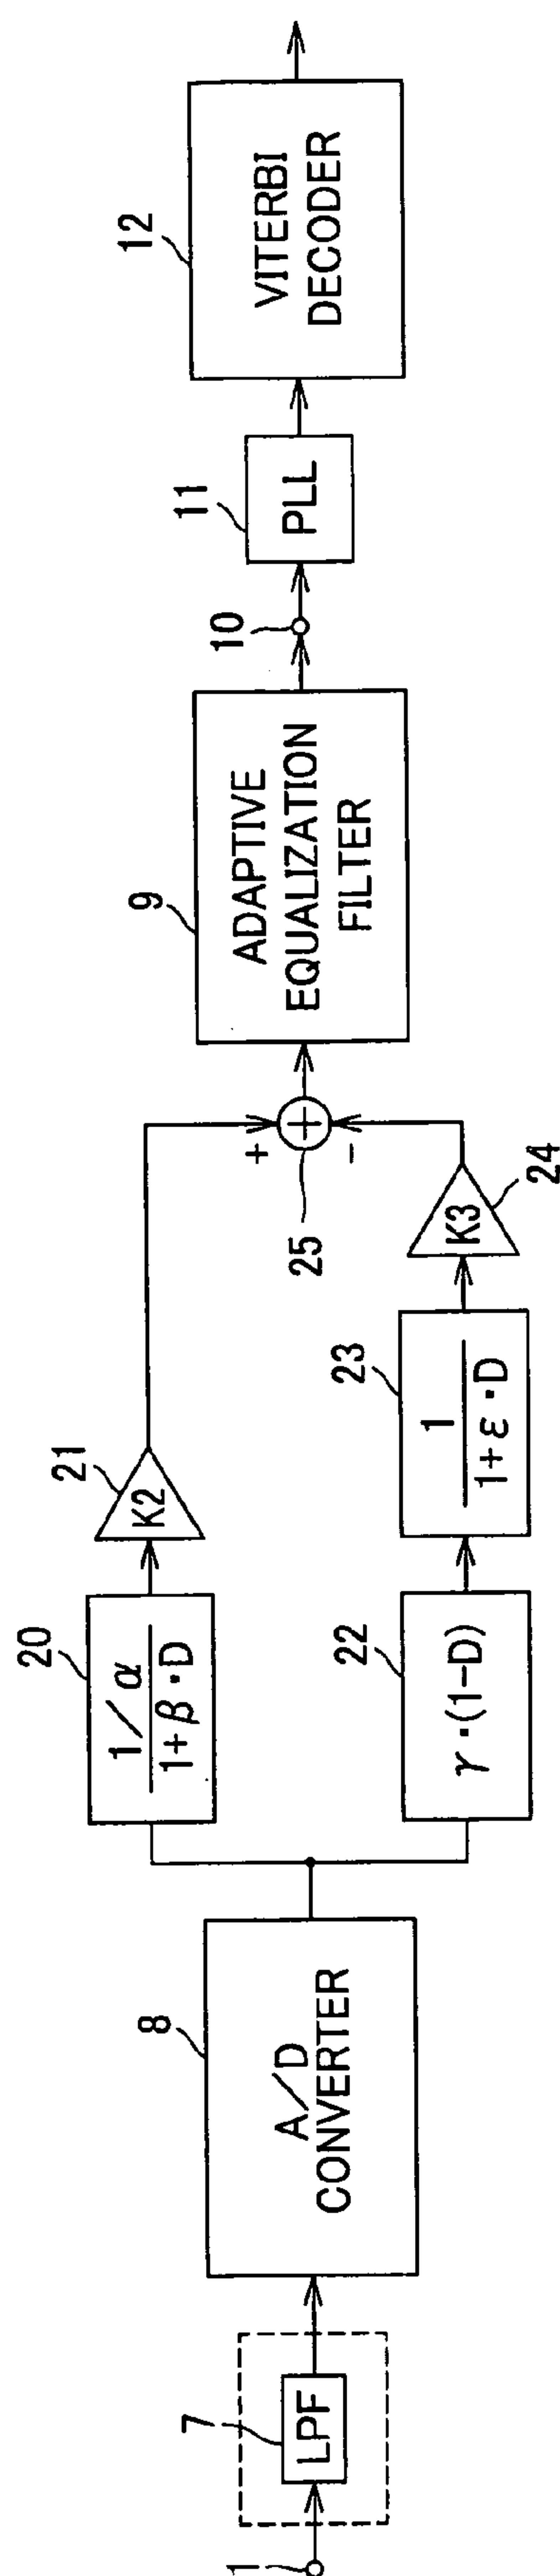 1
7
LPF
8
A/D
CONVERTER
20
1/α
1+β·D
21
K2
22
γ·(1-D)
23
1
1+ε·D
K3
24
+
+
-
25
9
ADAPTIVE
EQUALIZATION
FILTER
10
11
PLL
12
VITERBI
DECODER